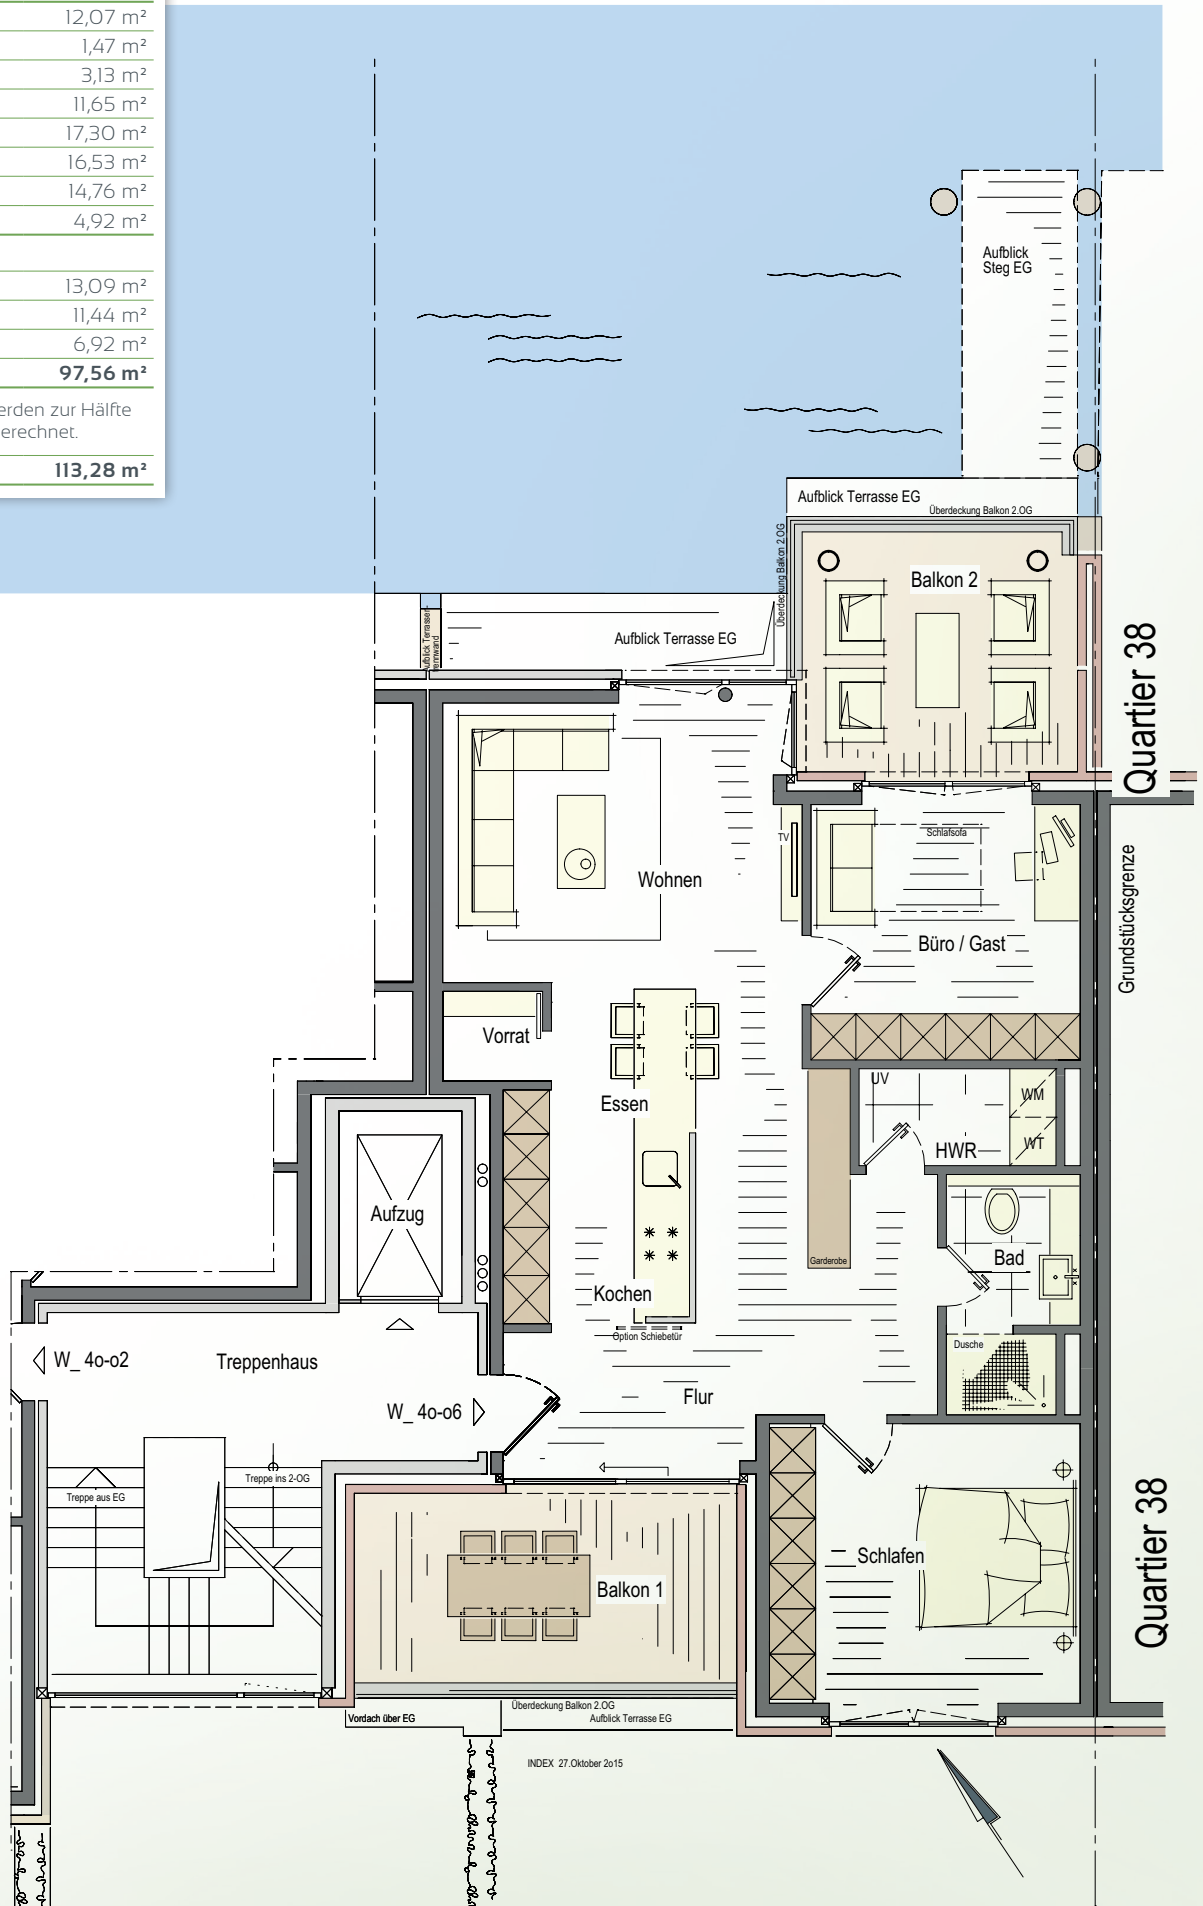 12,07 m²
1,47 m²
3,13 m²
11,65 m²
17,30 m²
16,53 m²
14,76 m²
4,92 m²
13,09 m²
11,44 m²
6,92 m²
97,56 m²
erden zur Hälfte
erechnet.
113,28 m²
Aufblick
Steg EG
Aufblick Terrasse EG
Überdeckung Balkon 2.OG
Überdeckung Balkon 2.OG
Balkon 2
Aufblick Terrassen-
trennwand
Aufblick Terrasse EG
Quartier 38
TV
Schlafsofa
Wohnen
Büro / Gast
Grundstücksgrenze
Vorrat
Essen
UV
WM
WT
HWR
Aufzug
Garderobe
Bad
Kochen
Option Schiebetür
Dusche
W_ 4o-o2
Treppenhaus
W_ 4o-o6
Flur
Treppe aus EG
Treppe ins 2-OG
Schlafen
Balkon 1
Quartier 38
Überdeckung Balkon 2.OG
Vordach über EG
Aufblick Terrasse EG
INDEX 27.Oktober 2o15